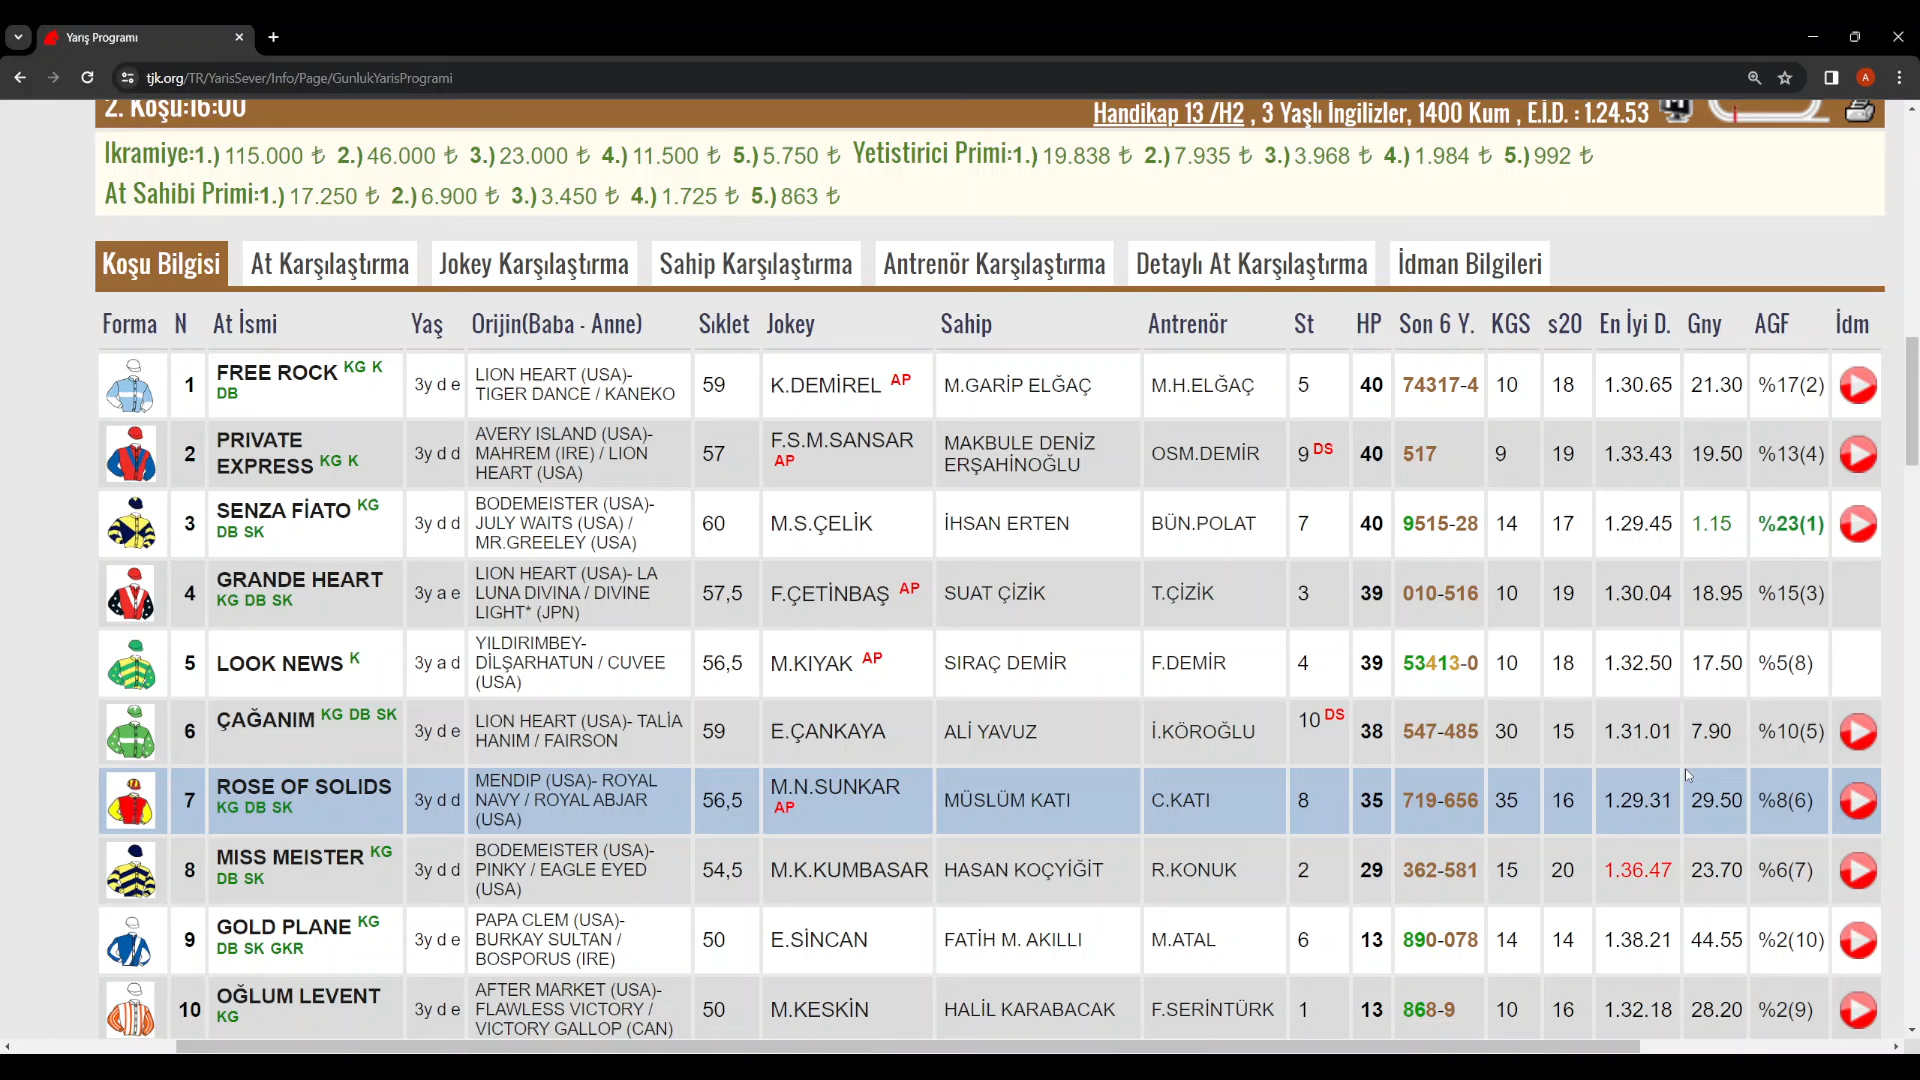 Yarış Programı
tjk.org/TR/YarisSever/Info/Page/GunlukYarisProgrami
A
2. Koşu:16:00
Handikap 13 /H2 , 3 Yaşlı İngilizler, 1400 Kum , E.İ.D. : 1.24.53
Ikramiye:1.) 115.000 ₺ 2.) 46.000 ₺ 3.) 23.000 ₺ 4.) 11.500 ₺ 5.) 5.750 ₺ Yetistirici Primi:1.) 19.838 ₺ 2.) 7.935 ₺ 3.) 3.968 ₺ 4.) 1.984 ₺ 5.) 992 ₺
At Sahibi Primi:1.) 17.250 ₺ 2.) 6.900 ₺ 3.) 3.450 ₺ 4.) 1.725 ₺ 5.) 863 ₺
Koşu Bilgisi At Karşılaştırma Jokey Karşılaştırma Sahip Karşılaştırma Antrenör Karşılaştırma Detaylı At Karşılaştırma İdman Bilgileri
Forma N At İsmi Yaş Orijin(Baba - Anne) Sıklet Jokey Sahip Antrenör St HP Son 6 Y. KGS s20 En İyi D. Gny AGF İdm
1 FREE ROCK KG K DB 3y d e LION HEART (USA)- TIGER DANCE / KANEKO 59 K.DEMİREL AP M.GARİP ELĞAÇ M.H.ELĞAÇ 5 40 74317-4 10 18 1.30.65 21.30 %17(2)
2 PRIVATE EXPRESS KG K 3y d d AVERY ISLAND (USA)- MAHREM (IRE) / LION HEART (USA) 57 F.S.M.SANSAR AP MAKBULE DENİZ ERŞAHİNOĞLU OSM.DEMİR 9 DS 40 517 9 19 1.33.43 19.50 %13(4)
3 SENZA FİATO KG DB SK 3y d d BODEMEISTER (USA)- JULY WAITS (USA) / MR.GREELEY (USA) 60 M.S.ÇELİK İHSAN ERTEN BÜN.POLAT 7 40 9515-28 14 17 1.29.45 1.15 %23(1)
4 GRANDE HEART KG DB SK 3y a e LION HEART (USA)- LA LUNA DIVINA / DIVINE LIGHT* (JPN) 57,5 F.ÇETİNBAŞ AP SUAT ÇİZİK T.ÇİZİK 3 39 010-516 10 19 1.30.04 18.95 %15(3)
5 LOOK NEWS K 3y a d YILDIRIMBEY- DİLŞARHATUN / CUVEE (USA) 56,5 M.KIYAK AP SIRAÇ DEMİR F.DEMİR 4 39 53413-0 10 18 1.32.50 17.50 %5(8)
6 ÇAĞANIM KG DB SK 3y d e LION HEART (USA)- TALİA HANIM / FAIRSON 59 E.ÇANKAYA ALİ YAVUZ İ.KÖROĞLU 10 DS 38 547-485 30 15 1.31.01 7.90 %10(5)
7 ROSE OF SOLIDS KG DB SK 3y d d MENDIP (USA)- ROYAL NAVY / ROYAL ABJAR (USA) 56,5 M.N.SUNKAR AP MÜSLÜM KATI C.KATI 8 35 719-656 35 16 1.29.31 29.50 %8(6)
8 MISS MEISTER KG DB SK 3y d d BODEMEISTER (USA)- PINKY / EAGLE EYED (USA) 54,5 M.K.KUMBASAR HASAN KOÇYİĞİT R.KONUK 2 29 362-581 15 20 1.36.47 23.70 %6(7)
9 GOLD PLANE KG DB SK GKR 3y d e PAPA CLEM (USA)- BURKAY SULTAN / BOSPORUS (IRE) 50 E.SİNCAN FATİH M. AKILLI M.ATAL 6 13 890-078 14 14 1.38.21 44.55 %2(10)
10 OĞLUM LEVENT KG 3y d e AFTER MARKET (USA)- FLAWLESS VICTORY / VICTORY GALLOP (CAN) 50 M.KESKİN HALİL KARABACAK F.SERİNTÜRK 1 13 868-9 10 16 1.32.18 28.20 %2(9)